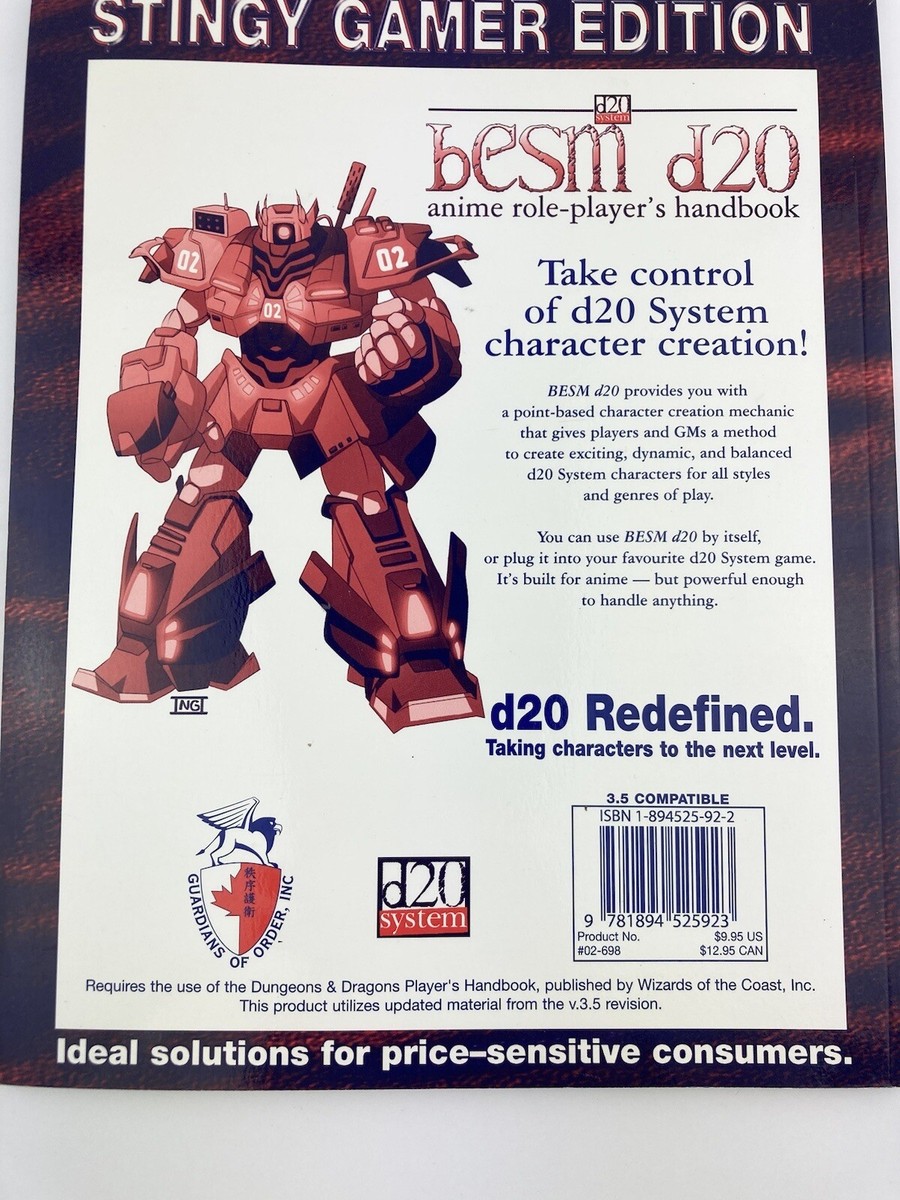 STINGY GAMER EDITION
d20
system
besm d20
anime role-player's handbook
Take control
of d20 System
character creation!
BESM d20 provides you with
a point-based character creation mechanic
that gives players and GMs a method
to create exciting, dynamic, and balanced
d20 System characters for all styles
and genres of play.
You can use BESM d20 by itself,
or plug it into your favourite d20 System game.
It's built for anime — but powerful enough
to handle anything.
02
02
02
NG
d20 Redefined.
Taking characters to the next level.
GUARDIANS OF ORDER, INC
秩序護衛
d20
system
3.5 COMPATIBLE
ISBN 1-894525-92-2
9 781894 525923
Product No. $9.95 US
#02-698 $12.95 CAN
Requires the use of the Dungeons & Dragons Player's Handbook, published by Wizards of the Coast, Inc.
This product utilizes updated material from the v.3.5 revision.
Ideal solutions for price–sensitive consumers.